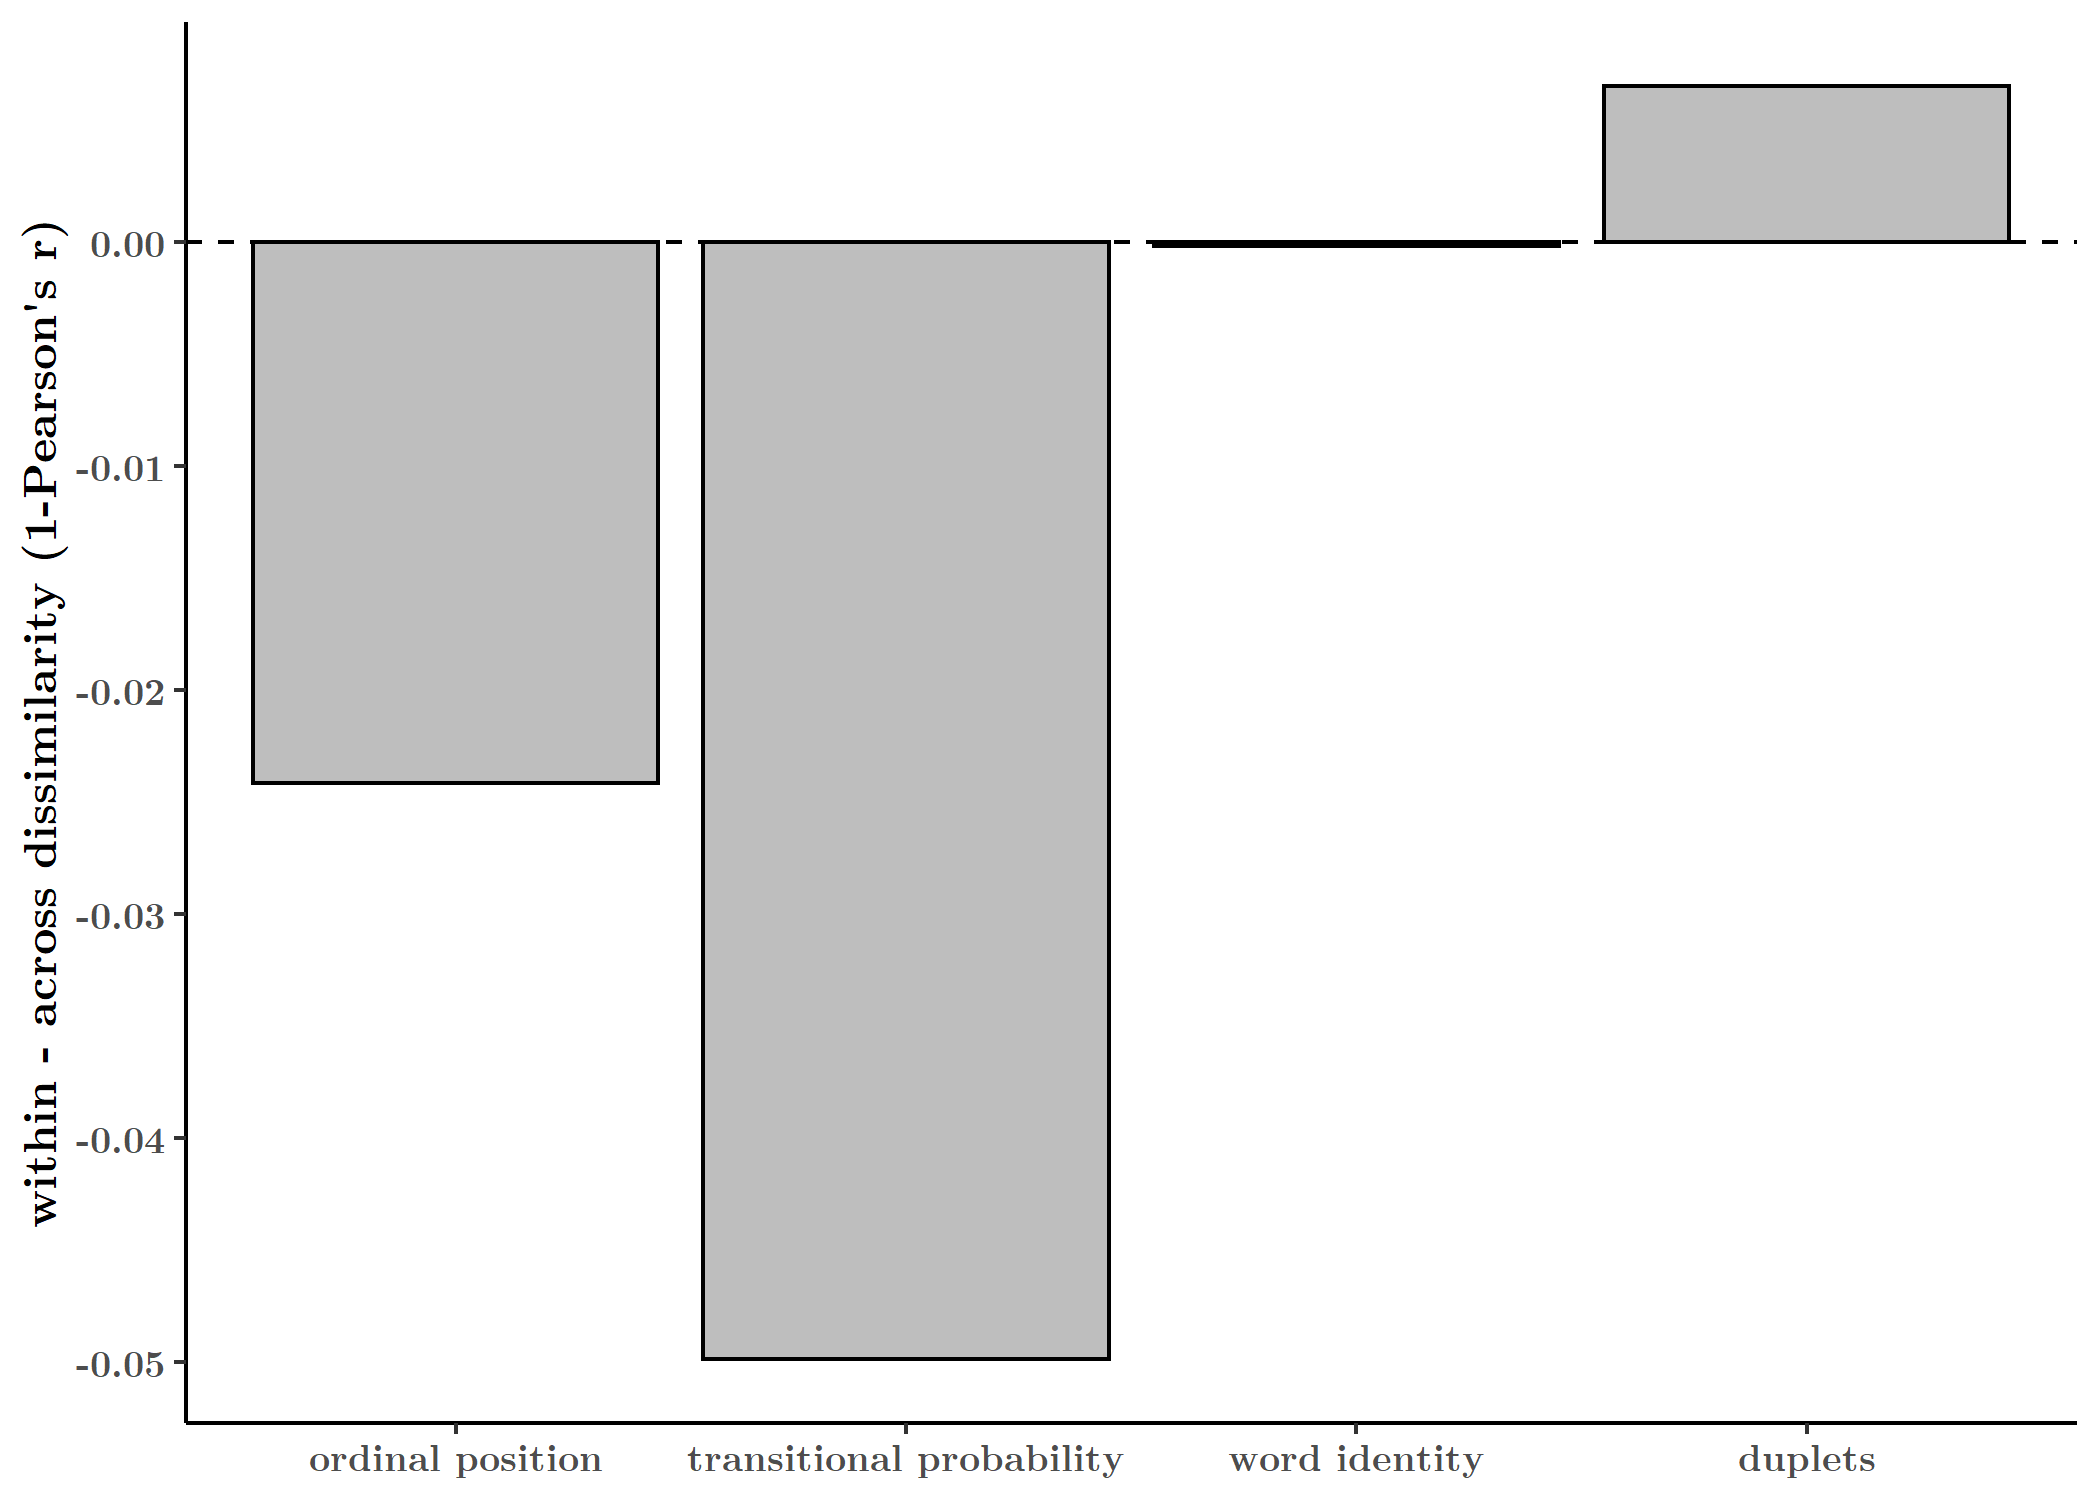 within - across dissimilarity (1-Pearson's r)
0.00
-0.01
-0.02
-0.03
-0.04
-0.05
ordinal position
transitional probability
word identity
duplets